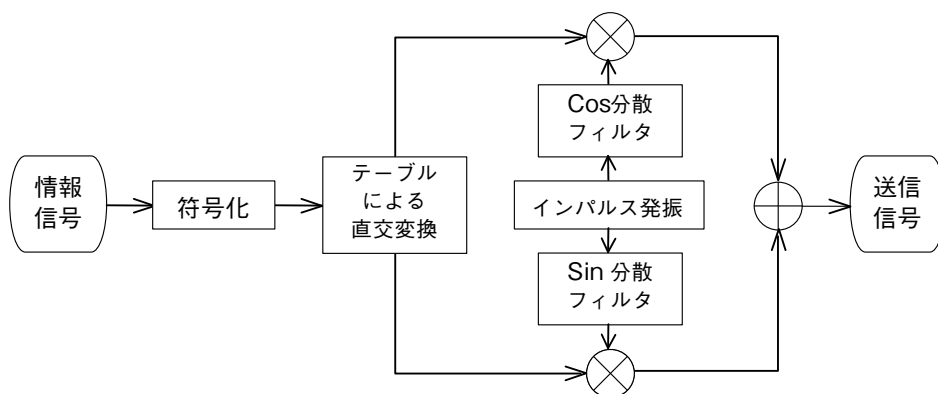 Cos分散
フィルタ
情報
信号
符号化
テーブル
による
直交変換
インパルス発振
送信
信号
Sin 分散
フィルタ